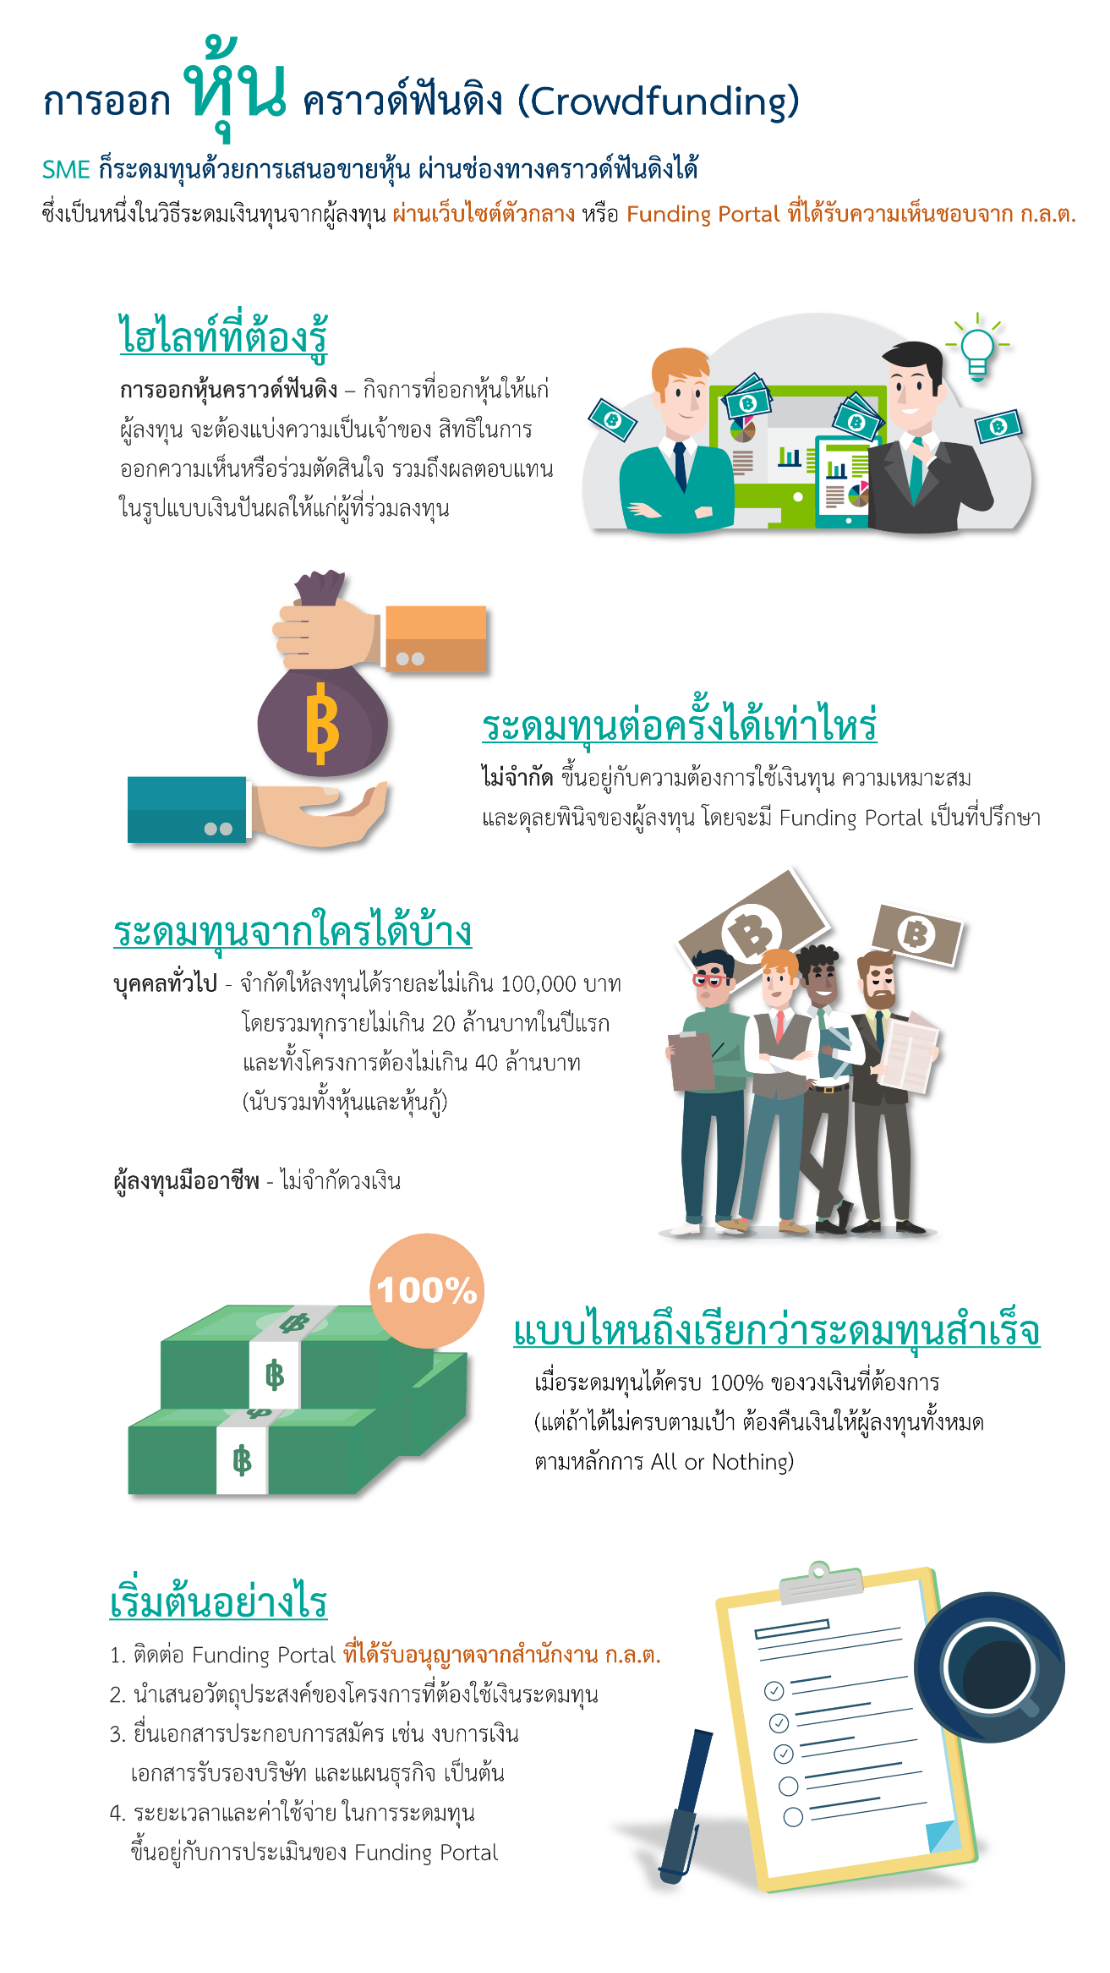 การออก หุ้น คราวด์ฟันดิง (Crowdfunding)
SME ก็ระดมทุนด้วยการเสนอขายหุ้น ผ่านช่องทางคราวด์ฟันดิงได้
ซึ่งเป็นหนึ่งในวิธีระดมเงินทุนจากผู้ลงทุน ผ่านเว็บไซต์ตัวกลาง หรือ Funding Portal ที่ได้รับความเห็นชอบจาก ก.ล.ต.
ไฮไลท์ที่ต้องรู้
การออกหุ้นคราวด์ฟันดิง – กิจการที่ออกหุ้นให้แก่
ผู้ลงทุน จะต้องแบ่งความเป็นเจ้าของ สิทธิในการ
ออกความเห็นหรือร่วมตัดสินใจ รวมถึงผลตอบแทน
ในรูปแบบเงินปันผลให้แก่ผู้ที่ร่วมลงทุน
ระดมทุนต่อครั้งได้เท่าไหร่
ไม่จำกัด ขึ้นอยู่กับความต้องการใช้เงินทุน ความเหมาะสม
และดุลยพินิจของผู้ลงทุน โดยจะมี Funding Portal เป็นที่ปรึกษา
ระดมทุนจากใครได้บ้าง
บุคคลทั่วไป - จำกัดให้ลงทุนได้รายละไม่เกิน 100,000 บาท
โดยรวมทุกรายไม่เกิน 20 ล้านบาทในปีแรก
และทั้งโครงการต้องไม่เกิน 40 ล้านบาท
(นับรวมทั้งหุ้นและหุ้นกู้)
ผู้ลงทุนมืออาชีพ - ไม่จำกัดวงเงิน
100%
แบบไหนถึงเรียกว่าระดมทุนสำเร็จ
เมื่อระดมทุนได้ครบ 100% ของวงเงินที่ต้องการ
(แต่ถ้าได้ไม่ครบตามเป้า ต้องคืนเงินให้ผู้ลงทุนทั้งหมด
ตามหลักการ All or Nothing)
เริ่มต้นอย่างไร
1. ติดต่อ Funding Portal ที่ได้รับอนุญาตจากสำนักงาน ก.ล.ต.
2. นำเสนอวัตถุประสงค์ของโครงการที่ต้องใช้เงินระดมทุน
3. ยื่นเอกสารประกอบการสมัคร เช่น งบการเงิน
เอกสารรับรองบริษัท และแผนธุรกิจ เป็นต้น
4. ระยะเวลาและค่าใช้จ่าย ในการระดมทุน
ขึ้นอยู่กับการประเมินของ Funding Portal